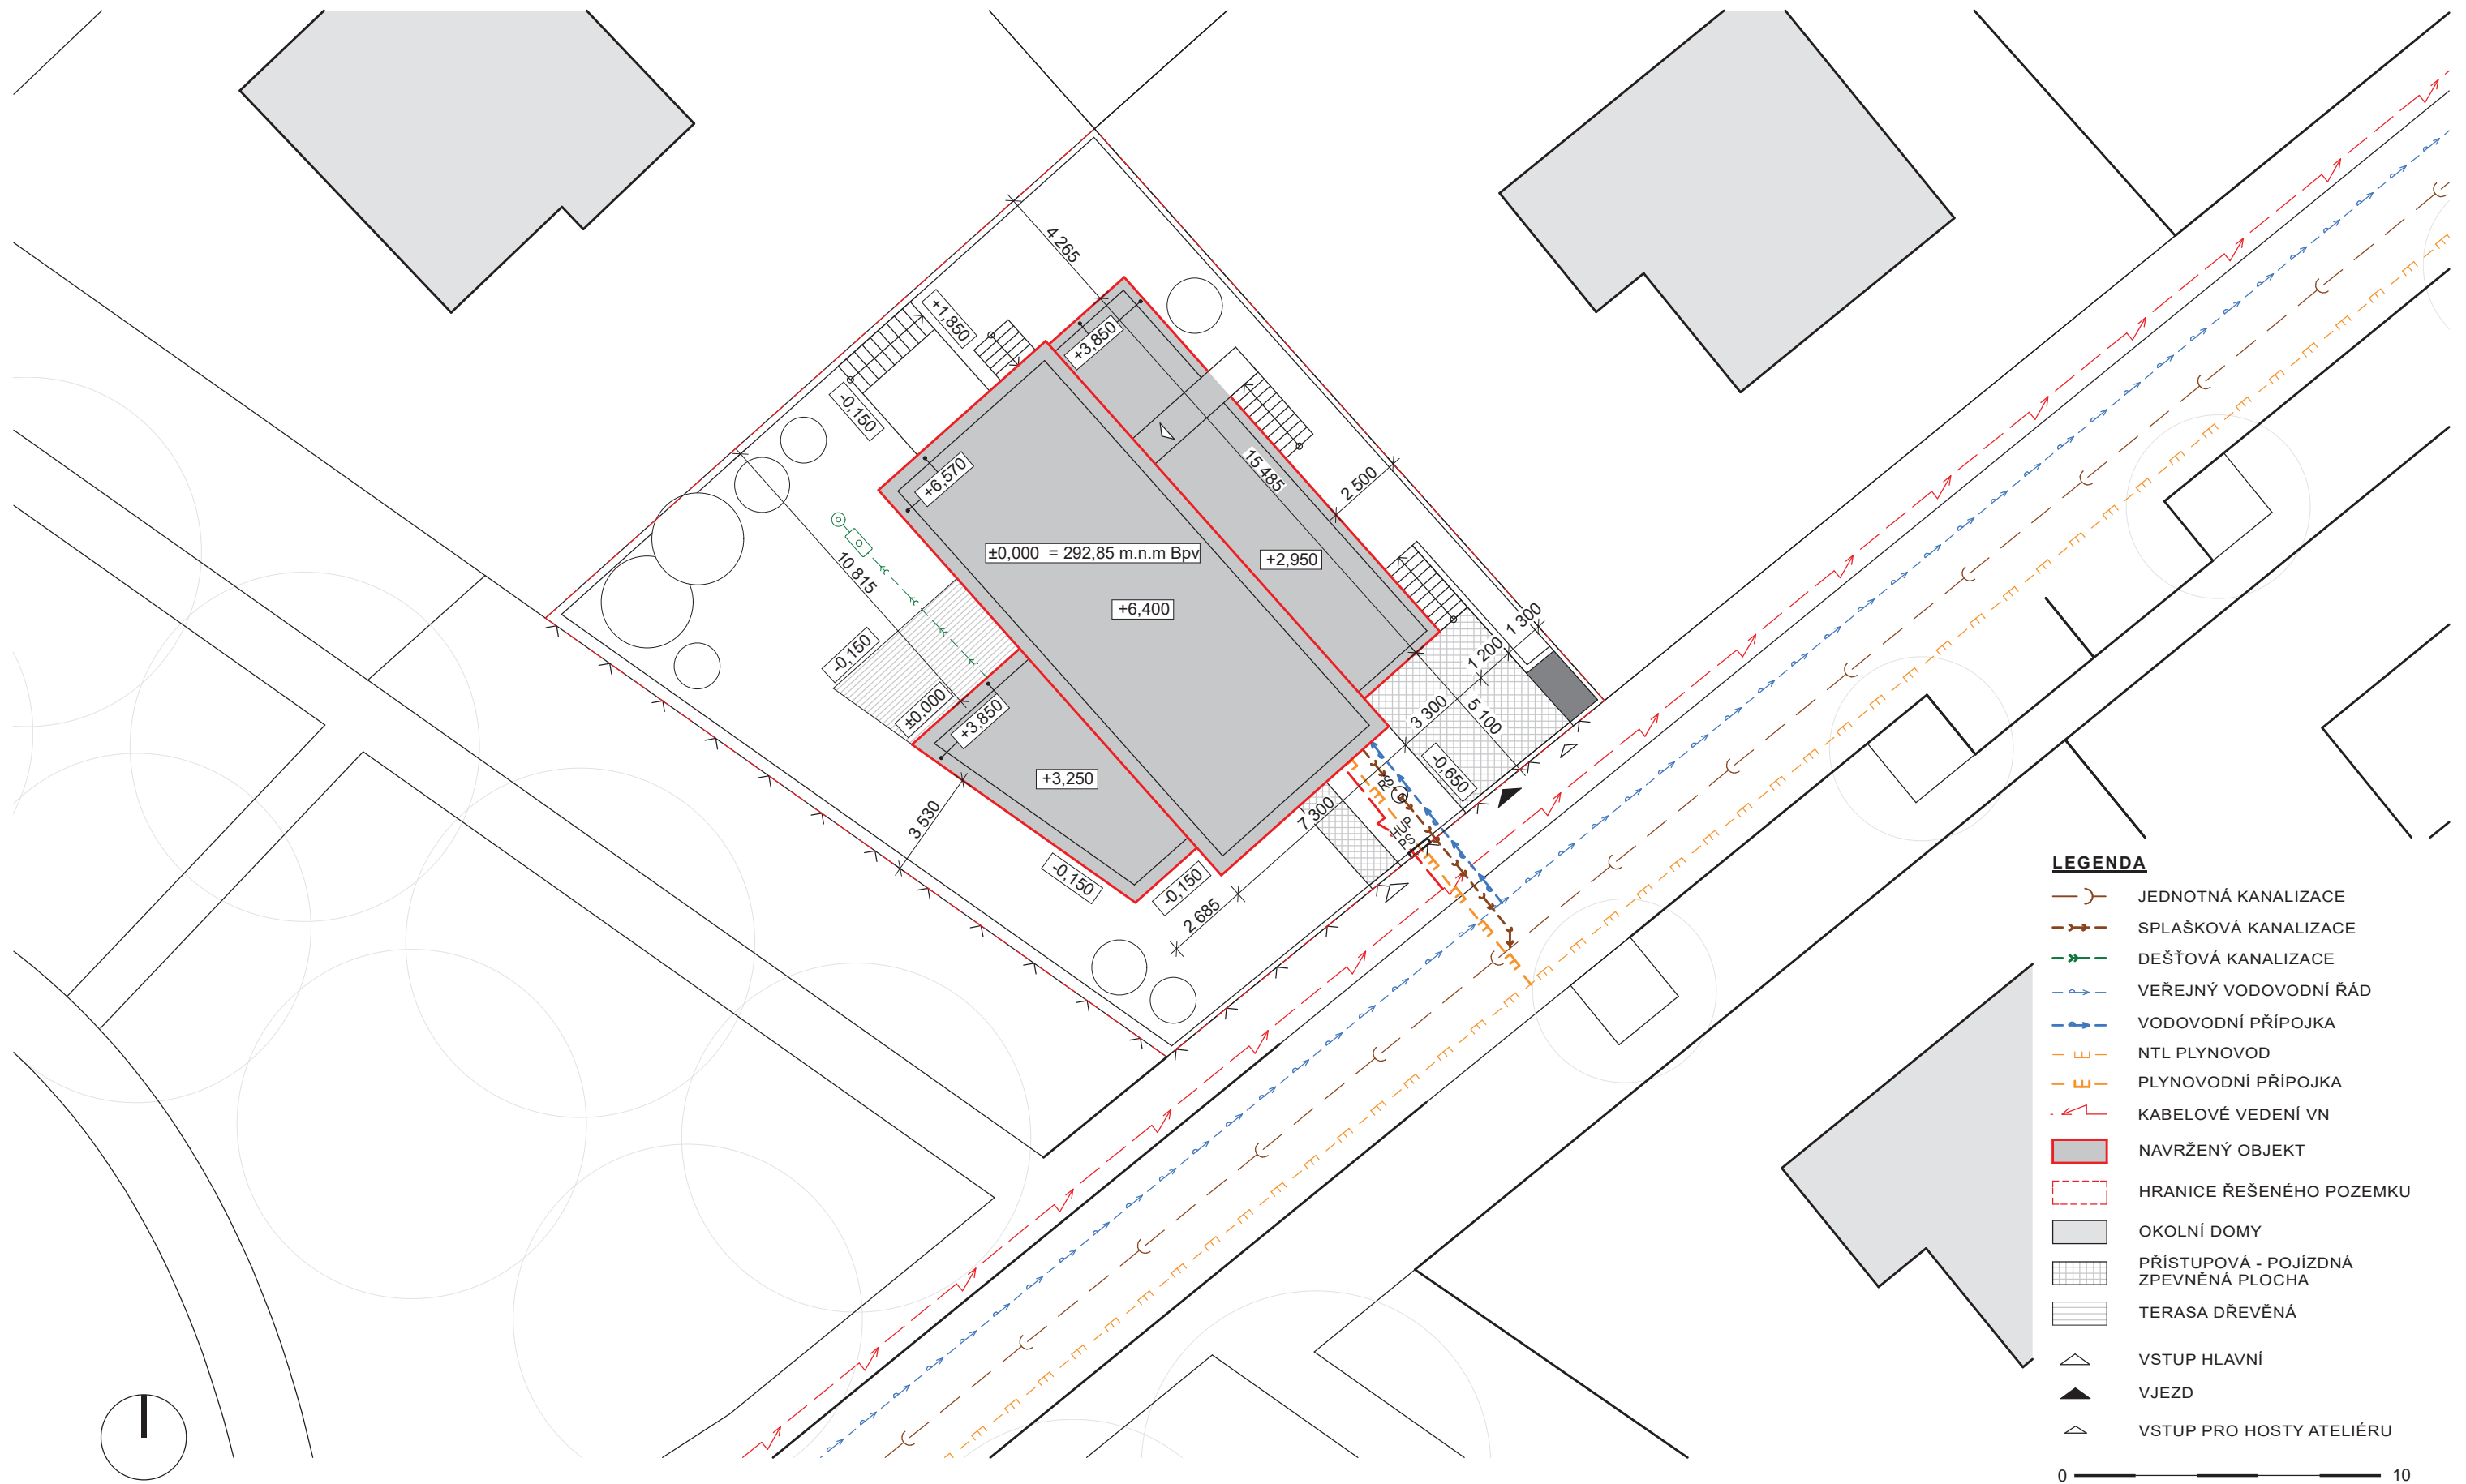 4 265
+1,850
+3,850
-0,150
+6,570
15 485
2 500
±0,000 = 292,85 m.n.m Bpv
+2,950
10 815
+6,400
1 300
-0,150
1 200
±0,000
+3,850
3 300
5 100
-0,650
+3,250
RŠ
HUP
PS
7 300
3 530
-0,150
-0,150
2 685
LEGENDA
JEDNOTNÁ KANALIZACE
SPLAŠKOVÁ KANALIZACE
DEŠŤOVÁ KANALIZACE
VEŘEJNÝ VODOVODNÍ ŘÁD
VODOVODNÍ PŘÍPOJKA
NTL PLYNOVOD
PLYNOVODNÍ PŘÍPOJKA
KABELOVÉ VEDENÍ VN
NAVRŽENÝ OBJEKT
HRANICE ŘEŠENÉHO POZEMKU
OKOLNÍ DOMY
PŘÍSTUPOVÁ - POJÍZDNÁ
ZPEVNĚNÁ PLOCHA
TERASA DŘEVĚNÁ
VSTUP HLAVNÍ
VJEZD
VSTUP PRO HOSTY ATELIÉRU
0 10